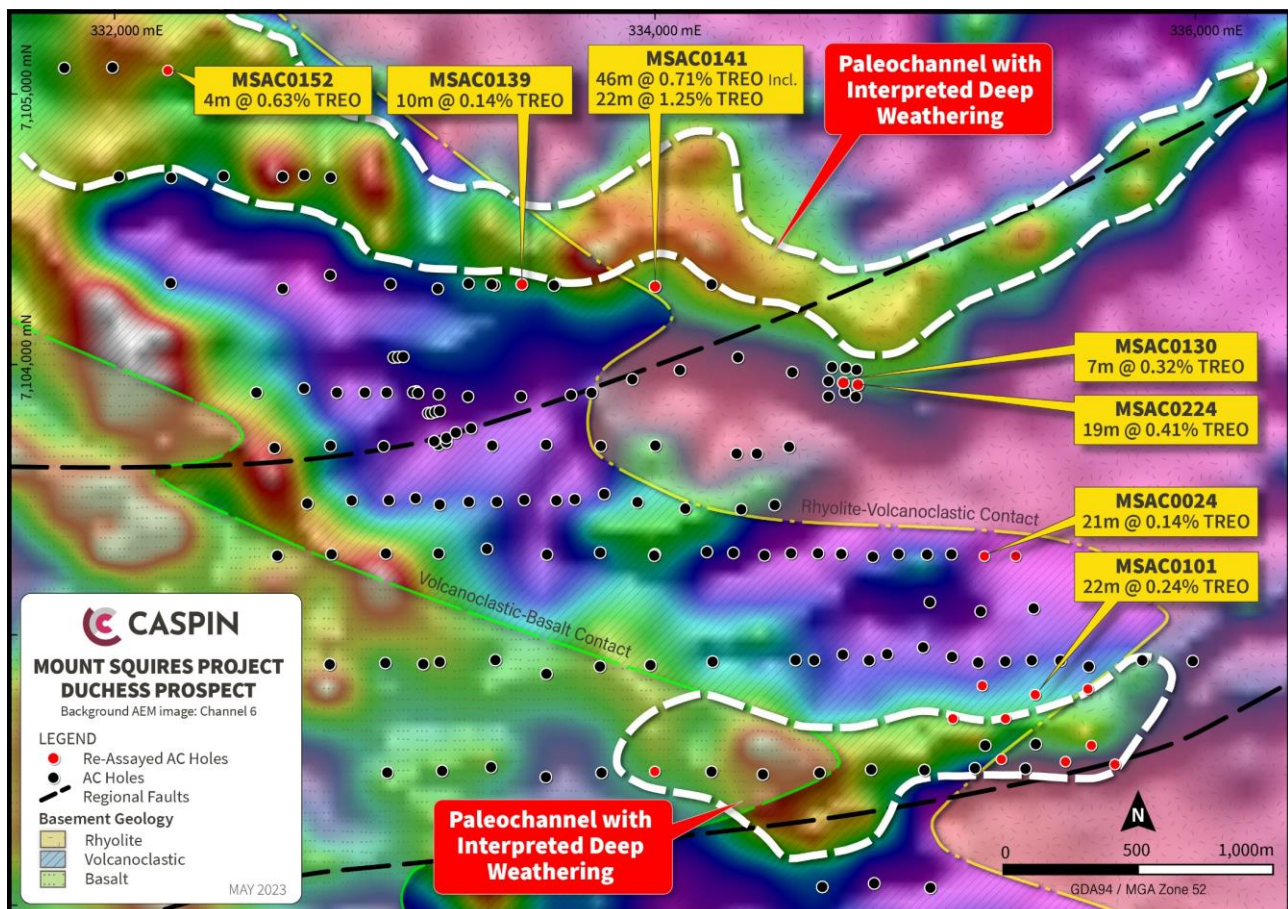 332,000 mE
334,000 mE
336,000 mE
7,105,000 mN
7,104,000 mN
MSAC0152
4m @ 0.63% TREO
MSAC0139
10m @ 0.14% TREO
MSAC0141
46m @ 0.71% TREO Incl.
22m @ 1.25% TREO
Paleochannel with
Interpreted Deep
Weathering
MSAC0130
7m @ 0.32% TREO
MSAC0224
19m @ 0.41% TREO
Rhyolite-Volcanoclastic Contact
MSAC0024
21m @ 0.14% TREO
MSAC0101
22m @ 0.24% TREO
Volcanoclastic-Basalt Contact
CASPIN
MOUNT SQUIRES PROJECT
DUCHESS PROSPECT
Background AEM image: Channel 6
LEGEND
Re-Assayed AC Holes
AC Holes
Regional Faults
Basement Geology
Rhyolite
Volcanoclastic
Basalt
MAY 2023
Paleochannel with
Interpreted Deep
Weathering
N
0 500 1,000m
GDA94 / MGA Zone 52